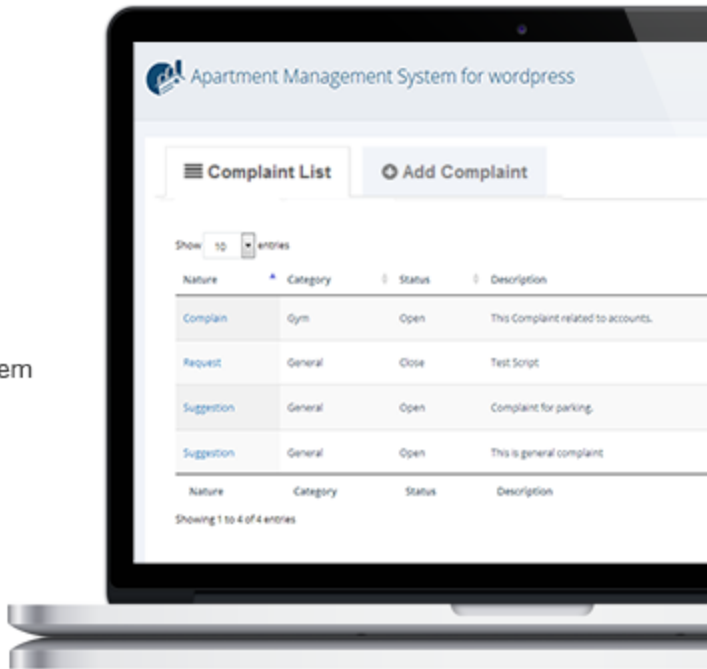 Apartment Management System for wordpress
Complaint List Add Complaint
Show 10 entries
Nature Category Status Description
Complain Gym Open This Complaint related to accounts.
Request General Close Test Script
em
Suggestion General Open Complaint for parking.
Suggestion General Open This is general complaint
Nature Category Status Description
Showing 1 to 4 of 4 entries